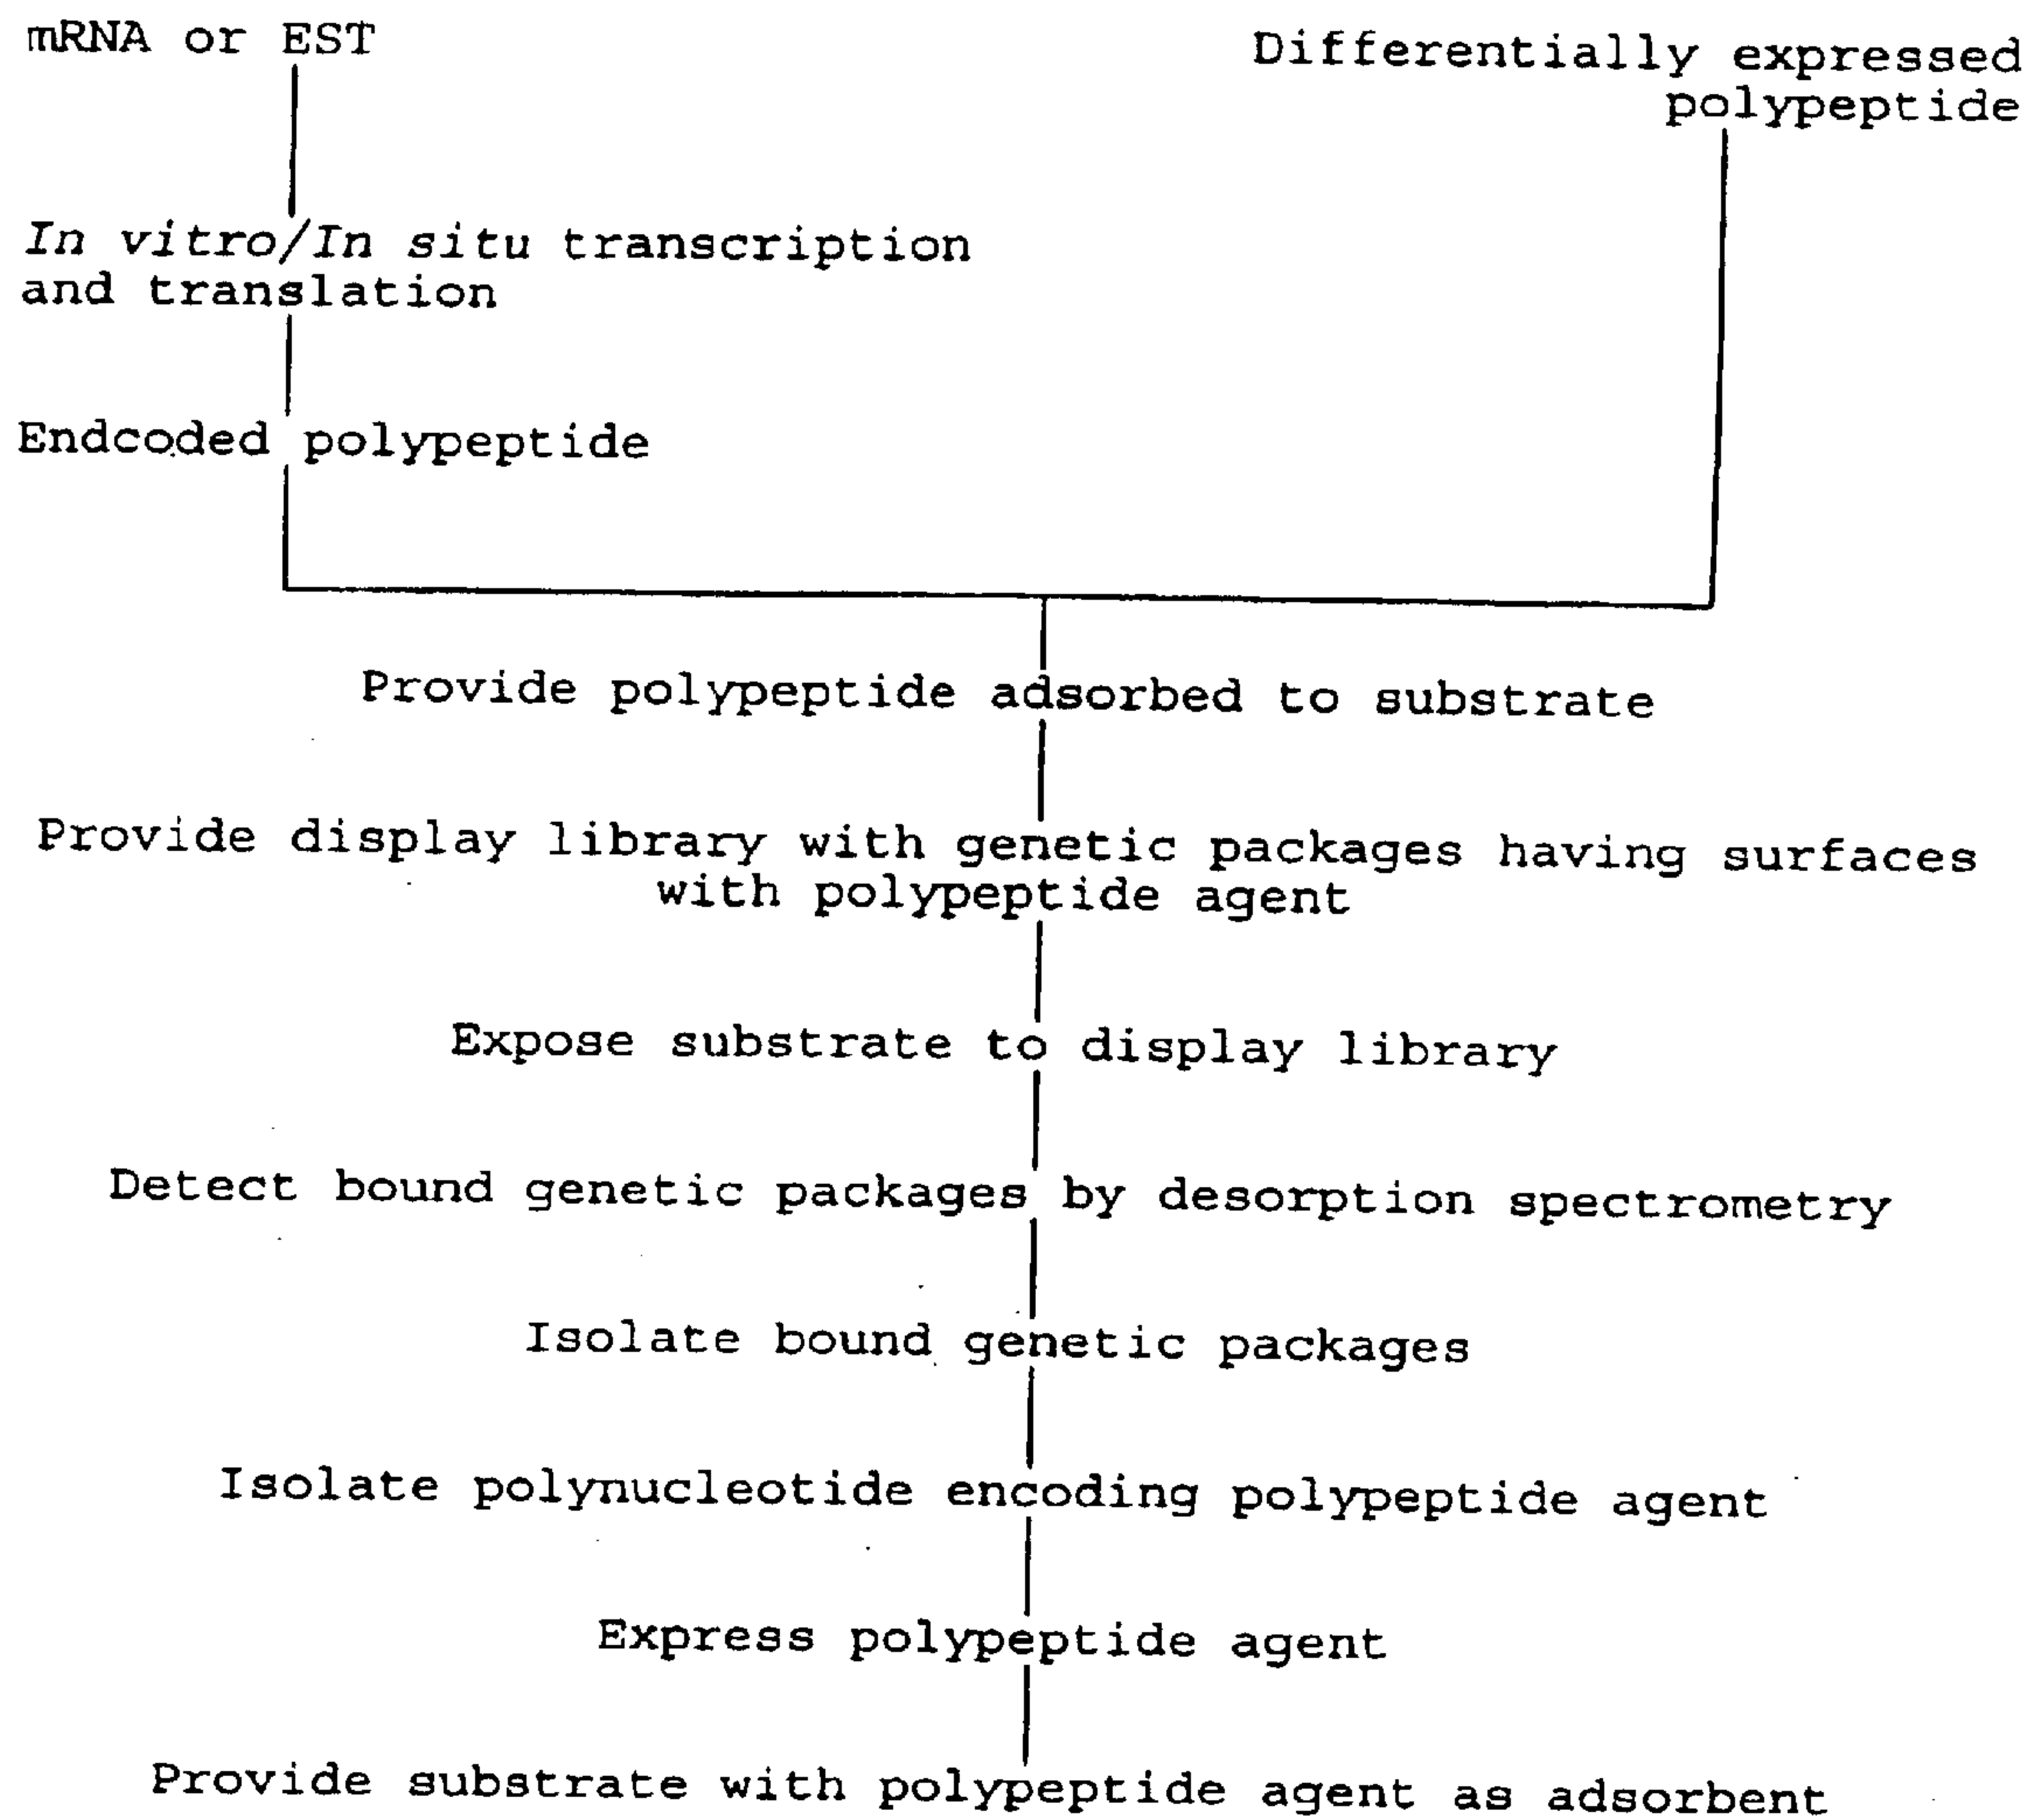 mRNA or EST
Differentially expressed
polypeptide
In vitro/In situ transcription
and translation
Endcoded polypeptide
Provide polypeptide adsorbed to substrate
Provide display library with genetic packages having surfaces
with polypeptide agent
Expose substrate to display library
Detect bound genetic packages by desorption spectrometry
Isolate bound genetic packages
Isolate polynucleotide encoding polypeptide agent
Express polypeptide agent
Provide substrate with polypeptide agent as adsorbent